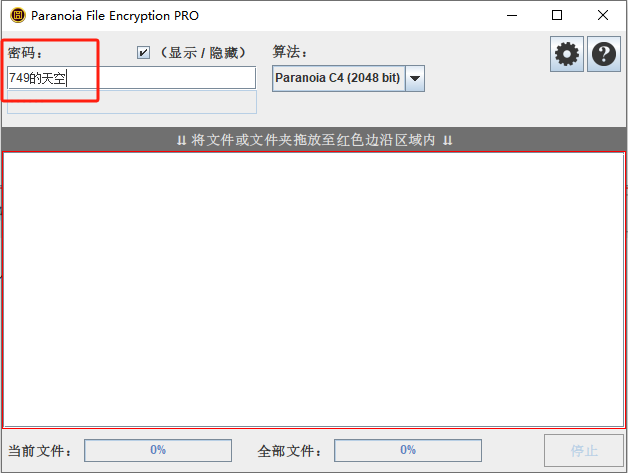 Paranoia File Encryption PRO
密码： （显示 / 隐藏） 算法：
749的天空 Paranoia C4 (2048 bit)
⇊ 将文件或文件夹拖放至红色边沿区域内 ⇊
当前文件： 0% 全部文件： 0% 停止